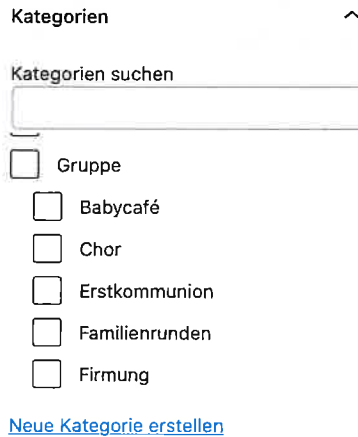 Kategorien
Kategorien suchen
Gruppe
Babycafé
Chor
Erstkommunion
Familienrunden
Firmung
Neue Kategorie erstellen